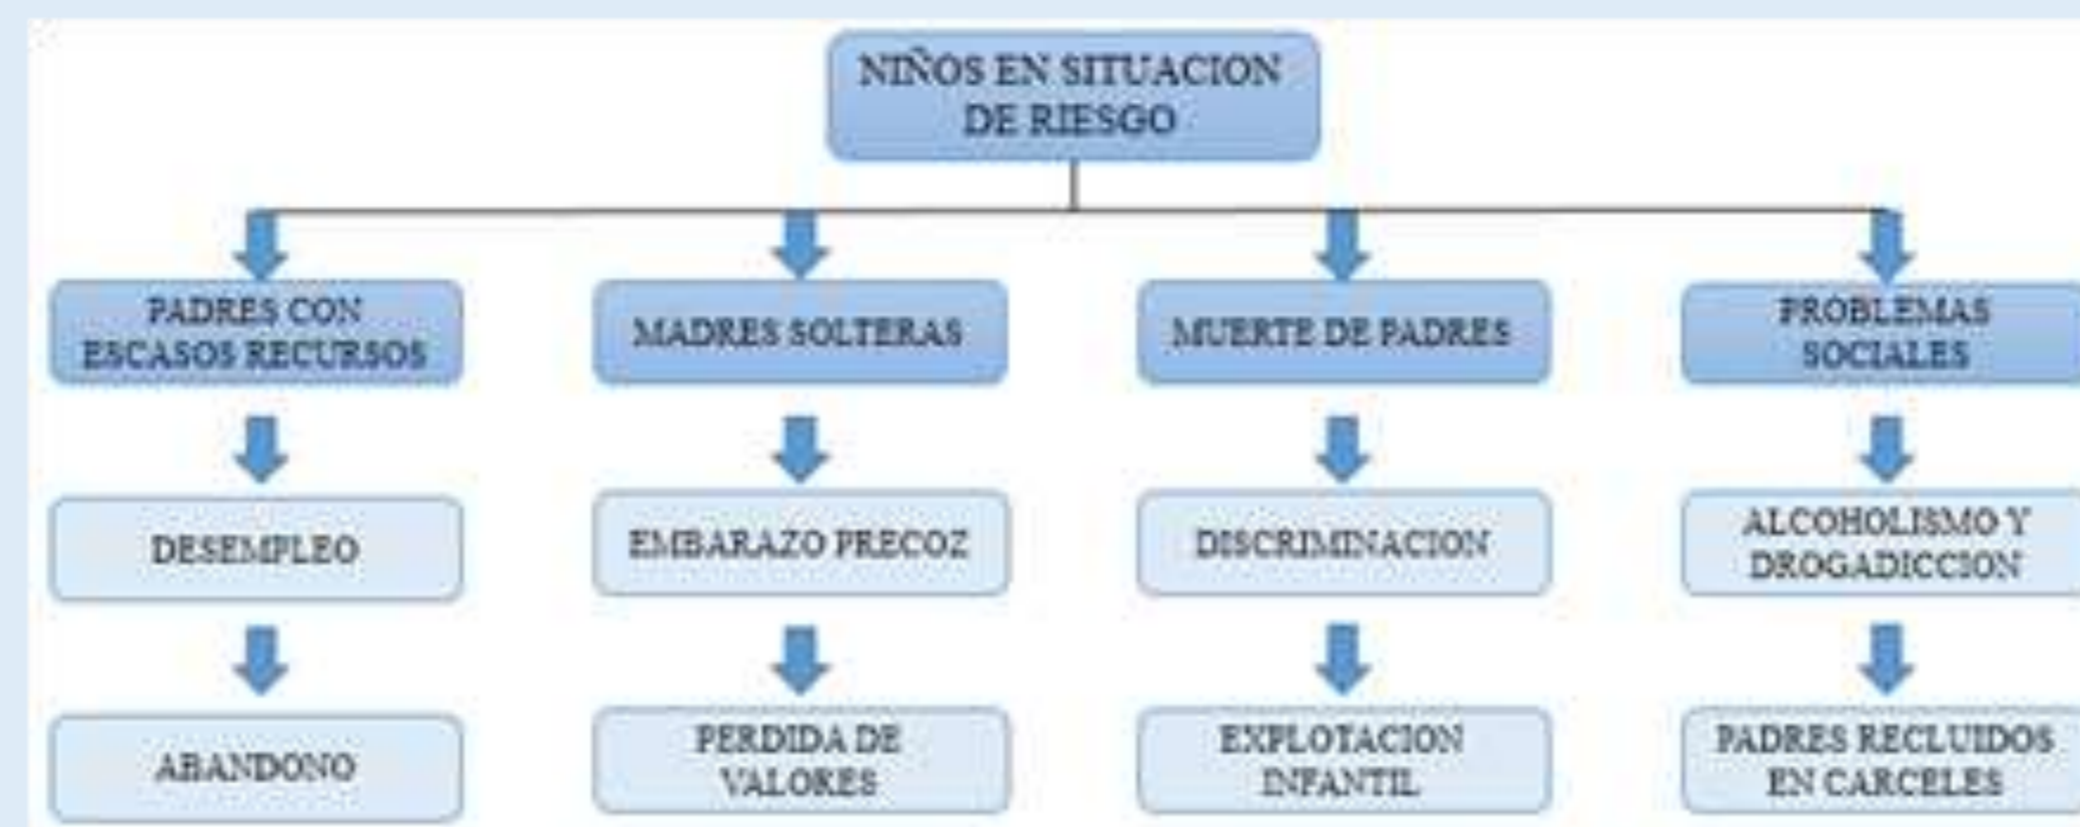 NIÑOS EN SITUACION
DE RIESGO
PADRES CON
ESCASOS RECURSOS
MADRES SOLTERAS
MUERTE DE PADRES
PROBLEMAS
SOCIALES
DESEMPLEO
EMBARAZO PRECOZ
DISCRIMINACION
ALCOHOLISMO Y
DROGADICCION
ABANDONO
PERDIDA DE
VALORES
EXPLOTACION
INFANTIL
PADRES RECLUIDOS
EN CARCELES